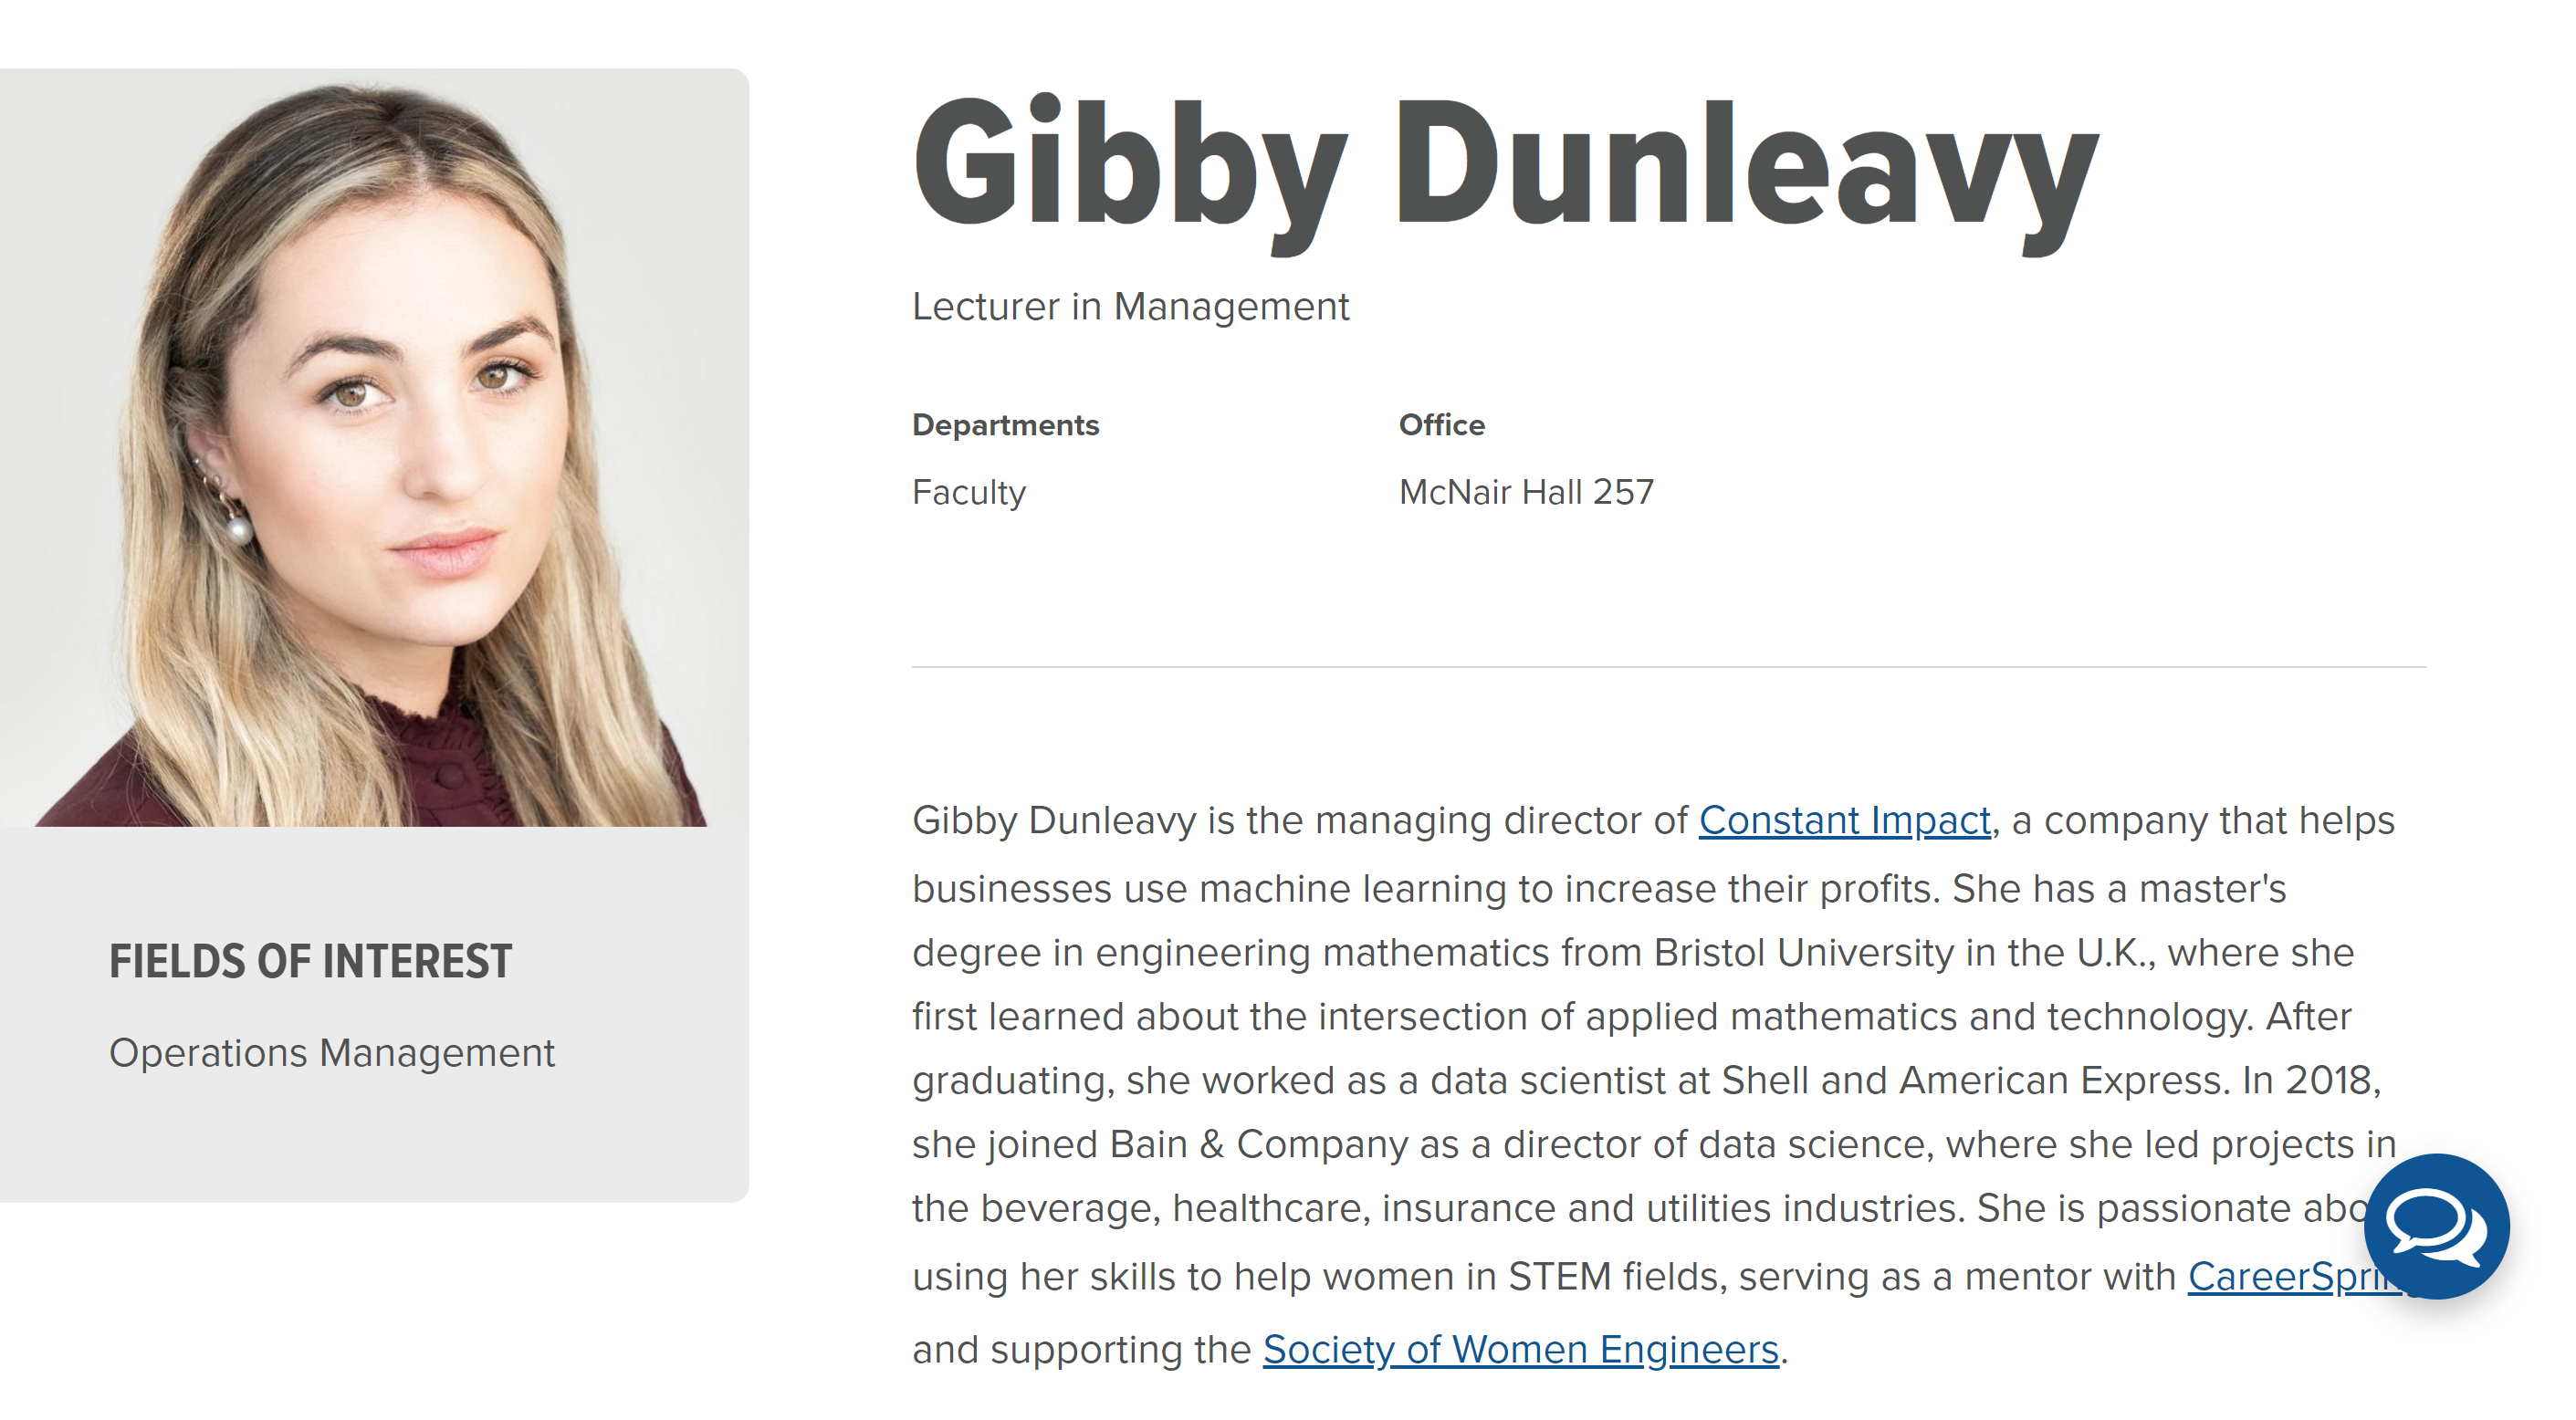 Gibby Dunleavy
Lecturer in Management
Departments
Office
Faculty
McNair Hall 257
Gibby Dunleavy is the managing director of Constant Impact, a company that helps
businesses use machine learning to increase their profits. She has a master's
degree in engineering mathematics from Bristol University in the U.K., where she
first learned about the intersection of applied mathematics and technology. After
graduating, she worked as a data scientist at Shell and American Express. In 2018,
she joined Bain & Company as a director of data science, where she led projects in
the beverage, healthcare, insurance and utilities industries. She is passionate
using her skills to help women in STEM fields, serving as a mentor with
and supporting the Society of Women Engineers.
FIELDS OF INTEREST
Operations Management